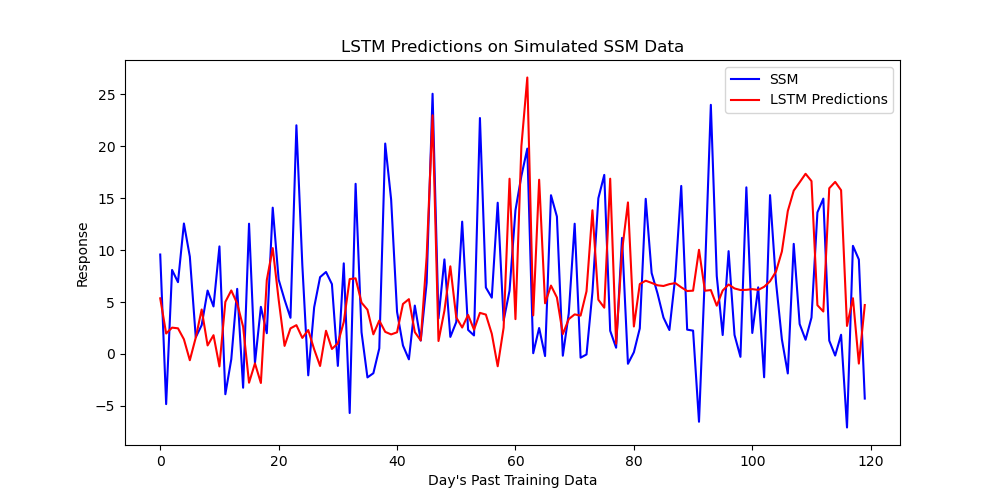 LSTM Predictions on Simulated SSM Data
SSM
LSTM Predictions
Response
25
20
15
10
5
0
−5
0 20 40 60 80 100 120
Day's Past Training Data